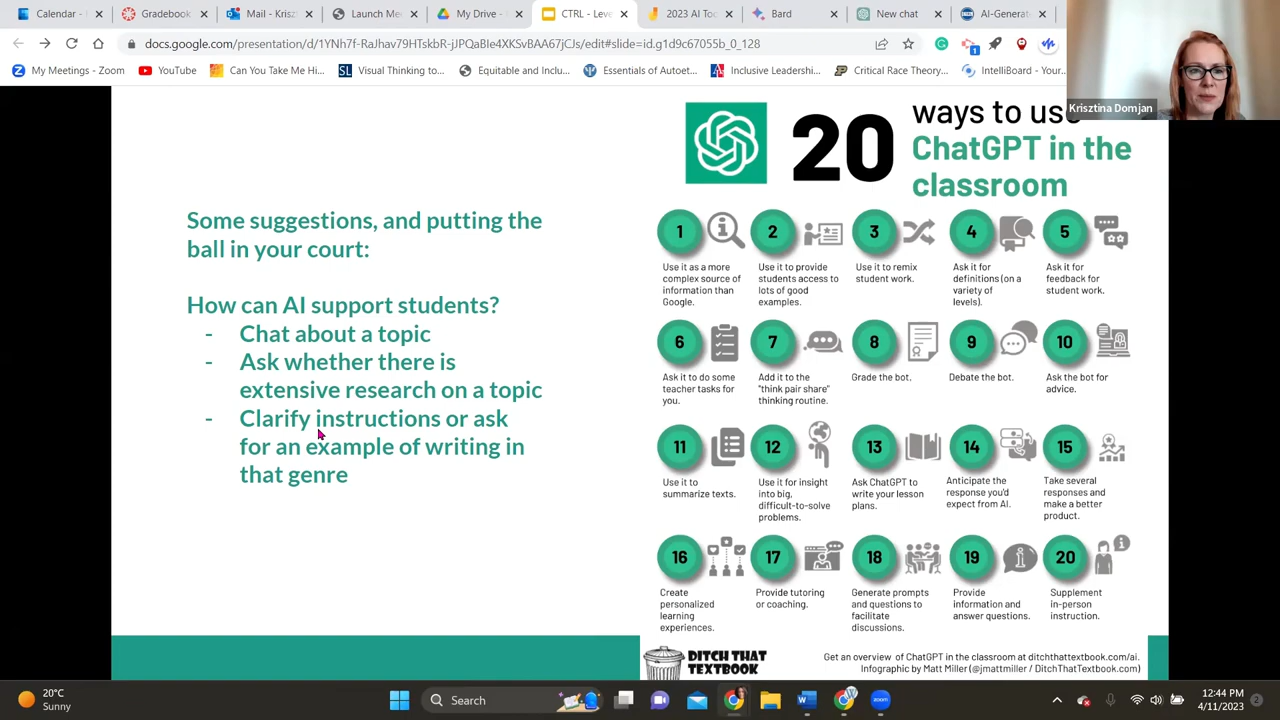 Calendar -
Gradebook
Copy of Krisz
Launch Me
My Drive -
CTRL - Leve
2023 AI To
Bard
New chat
AI-Generate
docs.google.com/presentation/d/1YNh7f-RaJhav79HTskbR-jJPQaBIe4XKSvBAA67jCJs/edit#slide=id.g1d9c67055b_0_128
My Meetings - Zoom
YouTube
Can You Take Me Hi...
Visual Thinking to...
Equitable and Inclu...
Essentials of Autoet...
Inclusive Leadershi...
Critical Race Theory...
IntelliBoard - Your...
Krisztina Domjan
Some suggestions, and putting the
ball in your court:
How can AI support students?
- Chat about a topic
- Ask whether there is
extensive research on a topic
- Clarify instructions or ask
for an example of writing in
that genre
20
ways to use
ChatGPT in the
classroom
1
Use it as a more
complex source of
information than
Google.
2
Use it to provide
students access to
lots of good
examples.
3
Use it to remix
student work.
4
Ask it for
definitions (on a
variety of
levels).
5
Ask it for
feedback for
student work.
6
Ask it to do some
teacher tasks for
you.
7
Add it to the
"think pair share"
thinking routine.
8
Grade the bot.
9
Debate the bot.
10
Ask the bot for
advice.
11
Use it to
summarize texts.
12
Use it for insight
into big,
difficult-to-solve
problems.
13
Ask ChatGPT to
write your lesson
plans.
14
Anticipate the
response you'd
expect from AI.
15
Take several
responses and
make a better
product.
16
Create
personalized
learning
experiences.
17
Provide tutoring
or coaching.
18
Generate prompts
and questions to
facilitate
discussions.
19
Provide
information and
answer questions.
20
Supplement
in-person
instruction.
DITCH THAT
TEXTBOOK
Get an overview of ChatGPT in the classroom at ditchthattextbook.com/ai.
Infographic by Matt Miller (@jmattmiller / DitchThatTextbook.com)
20°C
Sunny
Search
12:44 PM
4/11/2023